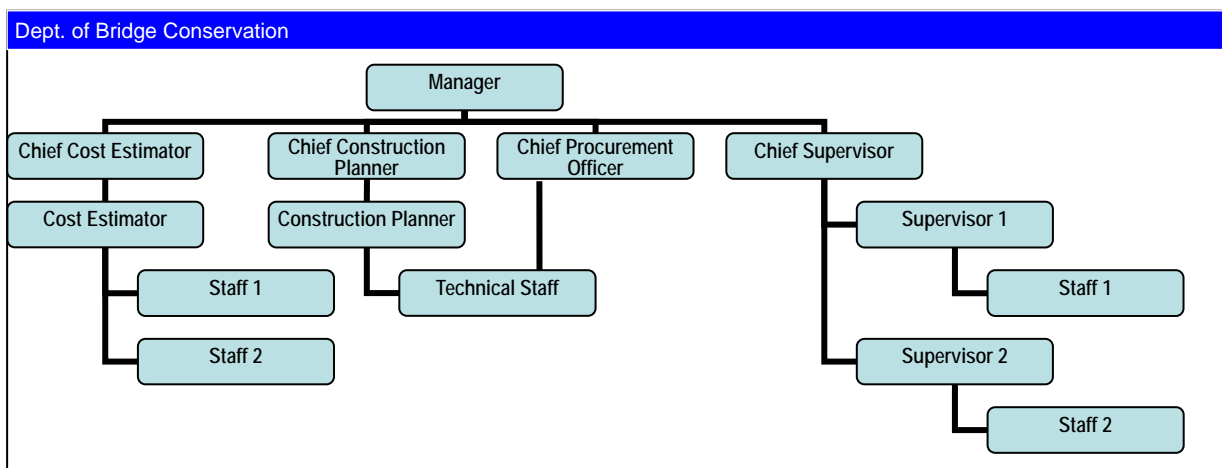 Dept. of Bridge Conservation
Manager
Chief Cost Estimator
Chief Construction
Planner
Chief Procurement
Officer
Chief Supervisor
Cost Estimator
Construction Planner
Supervisor 1
Staff 1
Technical Staff
Staff 1
Staff 2
Supervisor 2
Staff 2